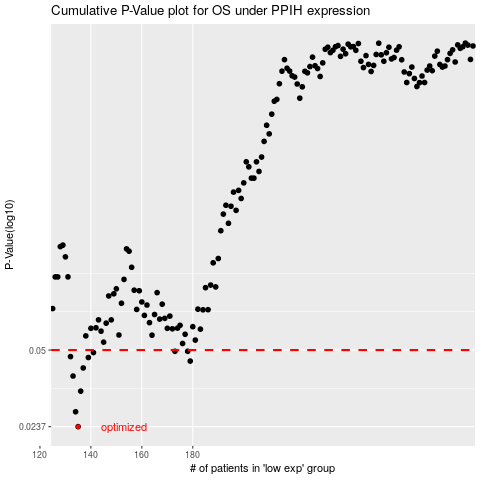 Cumulative P-Value plot for OS under PPIH expression
P-Value(log10)
0.05
0.0237
optimized
120 140 160 180
# of patients in 'low exp' group